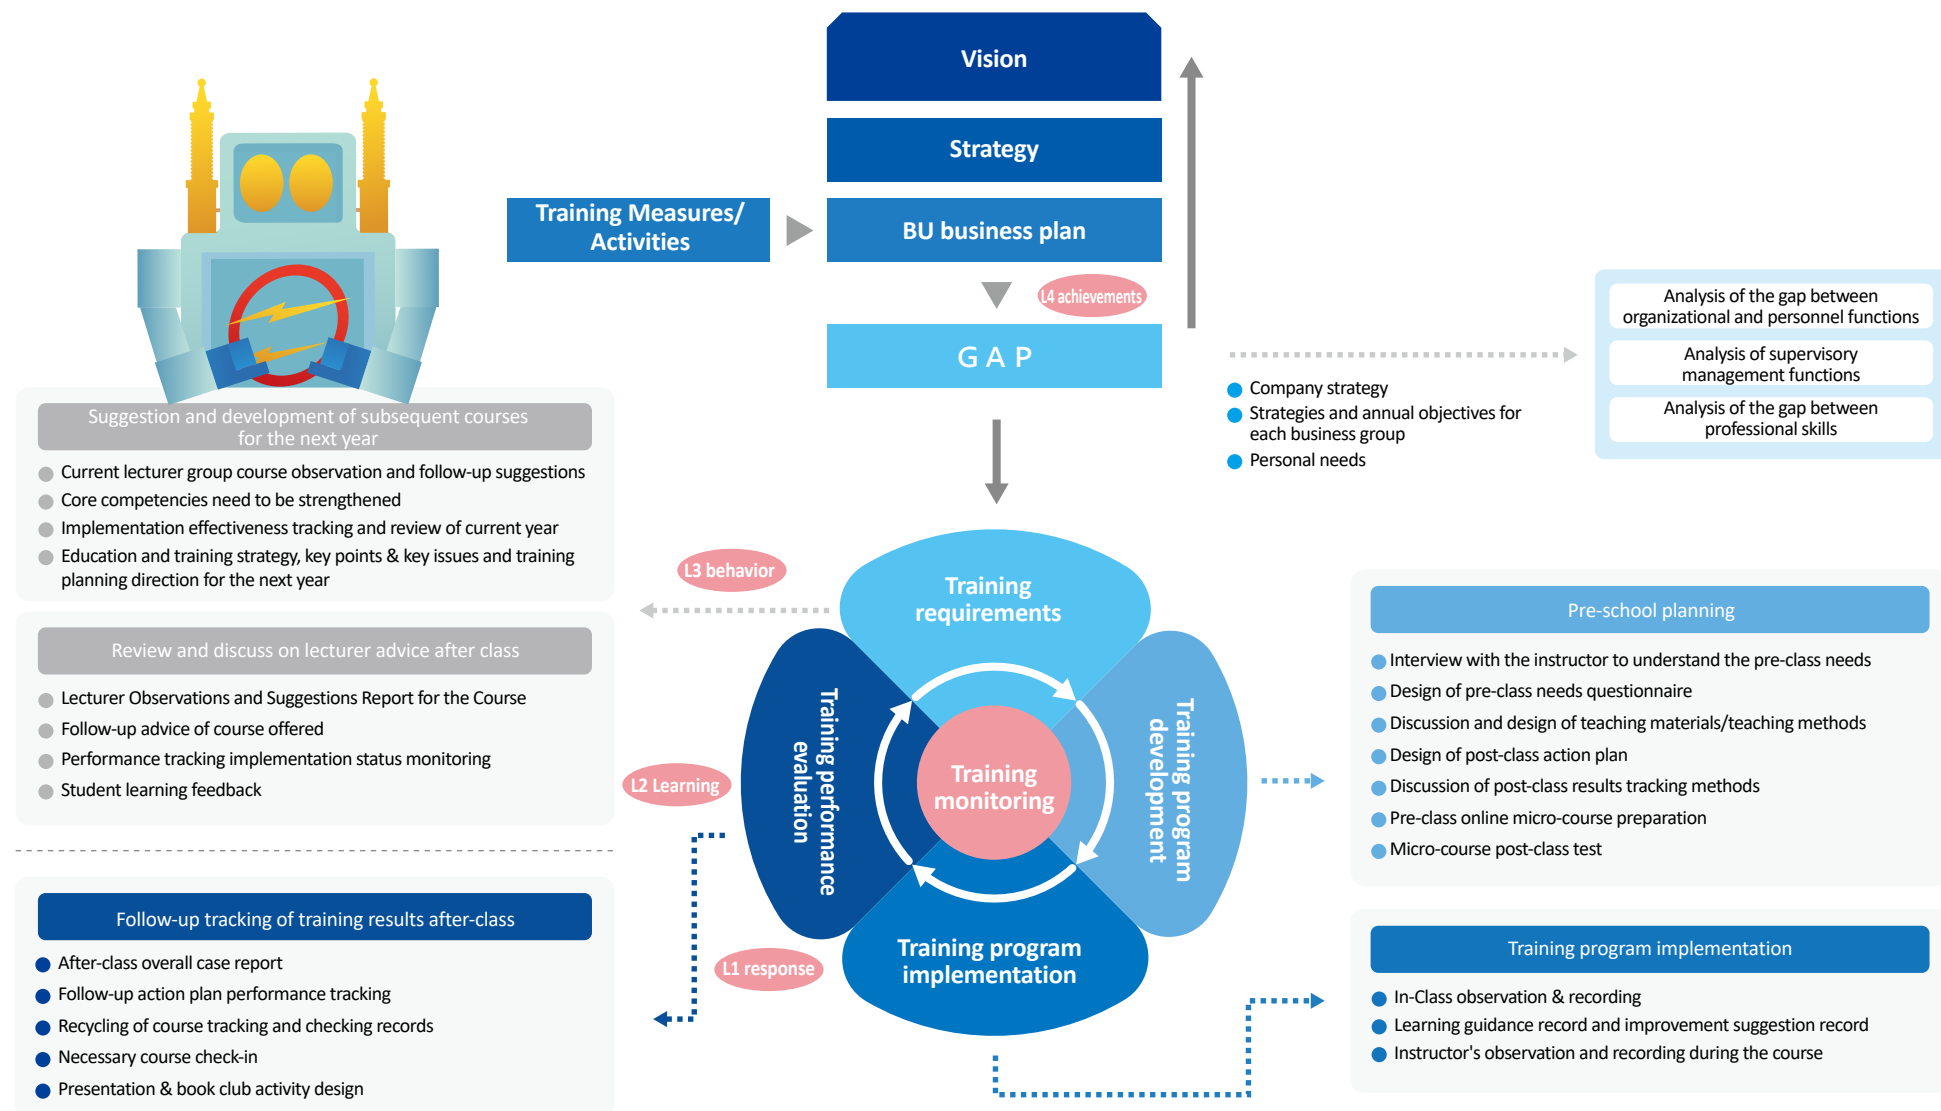 Vision
Strategy
Training Measures/
Activities
BU business plan
L4 achievements
GAP
Company strategy
Strategies and annual objectives for
each business group
Personal needs
Analysis of the gap between
organizational and personnel functions
Analysis of supervisory
management functions
Analysis of the gap between
professional skills
Suggestion and development of subsequent courses
for the next year
Current lecturer group course observation and follow-up suggestions
Core competencies need to be strengthened
Implementation effectiveness tracking and review of current year
Education and training strategy, key points & key issues and training
planning direction for the next year
Review and discuss on lecturer advice after class
Lecturer Observations and Suggestions Report for the Course
Follow-up advice of course offered
Performance tracking implementation status monitoring
Student learning feedback
Follow-up tracking of training results after-class
After-class overall case report
Follow-up action plan performance tracking
Recycling of course tracking and checking records
Necessary course check-in
Presentation & book club activity design
L3 behavior
L2 Learning
L1 response
Training
requirements
Training program
development
Training program
implementation
Training performance
evaluation
Training
monitoring
Pre-school planning
Interview with the instructor to understand the pre-class needs
Design of pre-class needs questionnaire
Discussion and design of teaching materials/teaching methods
Design of post-class action plan
Discussion of post-class results tracking methods
Pre-class online micro-course preparation
Micro-course post-class test
Training program implementation
In-Class observation & recording
Learning guidance record and improvement suggestion record
Instructor's observation and recording during the course